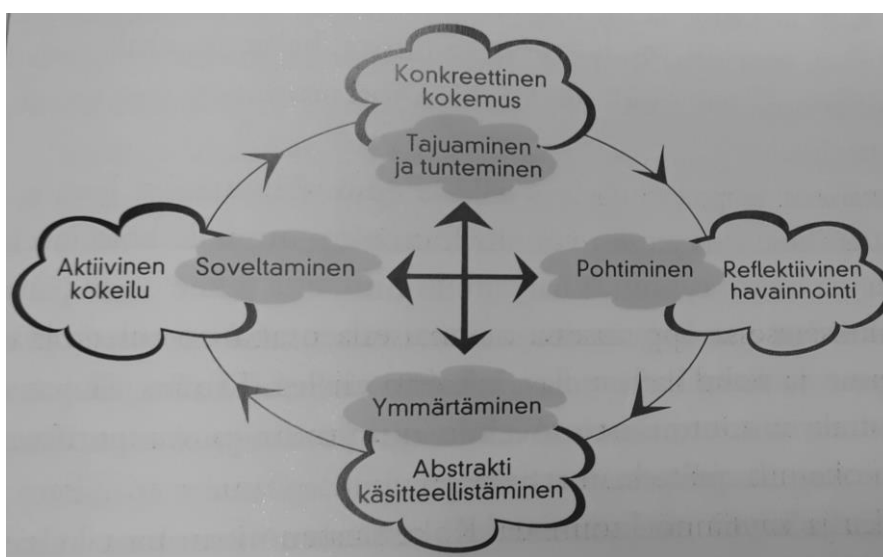 Konkreettinen
kokemus
Tajuaminen
ja tunteminen
Aktiivinen
kokeilu
Soveltaminen
Pohtiminen
Reflektiivinen
havainnointi
Ymmärtäminen
Abstrakti
käsitteellistäminen